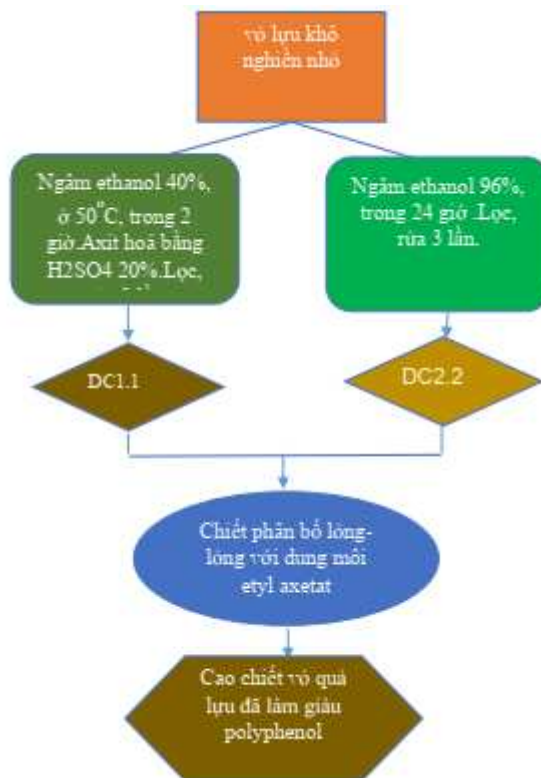 vỏ lựu khô
nghiền nhỏ
Ngâm ethanol 40%,
ở 50°C, trong 2
giờ.Axit hoá bằng
H2SO4 20%.Lọc,
Ngâm ethanol 96%,
trong 24 giờ .Lọc,
rửa 3 lần.
DC1.1
DC2.2
Chiết phân bố lỏng-
lỏng với dung môi
etyl axetat
Cao chiết vỏ quả
lựu đã làm giàu
polyphenol